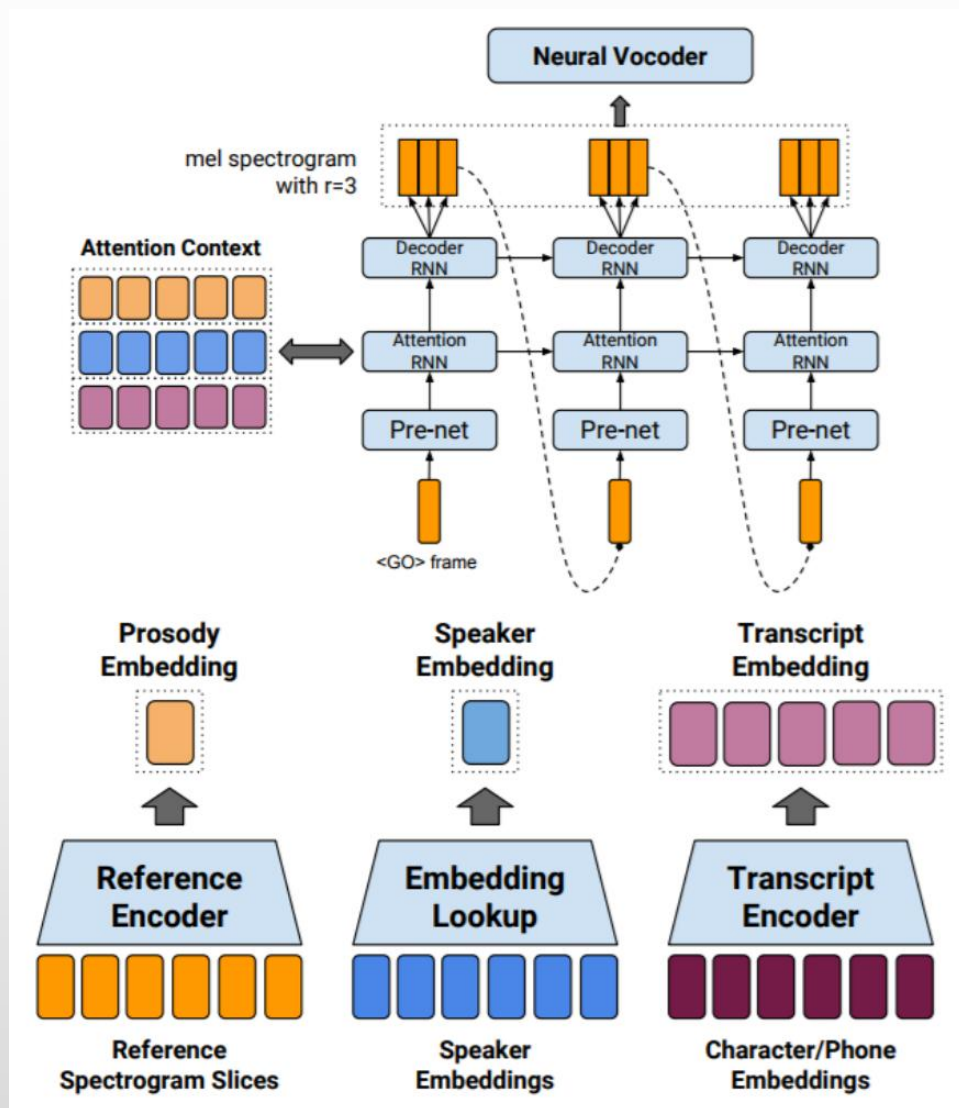 Neural Vocoder
mel spectrogram
with r=3
Attention Context
Decoder
RNN
Decoder
RNN
Decoder
RNN
Attention
RNN
Attention
RNN
Attention
RNN
Pre-net
Pre-net
Pre-net
<GO> frame
Prosody
Embedding
Speaker
Embedding
Transcript
Embedding
Reference
Encoder
Embedding
Lookup
Transcript
Encoder
Reference
Spectrogram Slices
Speaker
Embeddings
Character/Phone
Embeddings